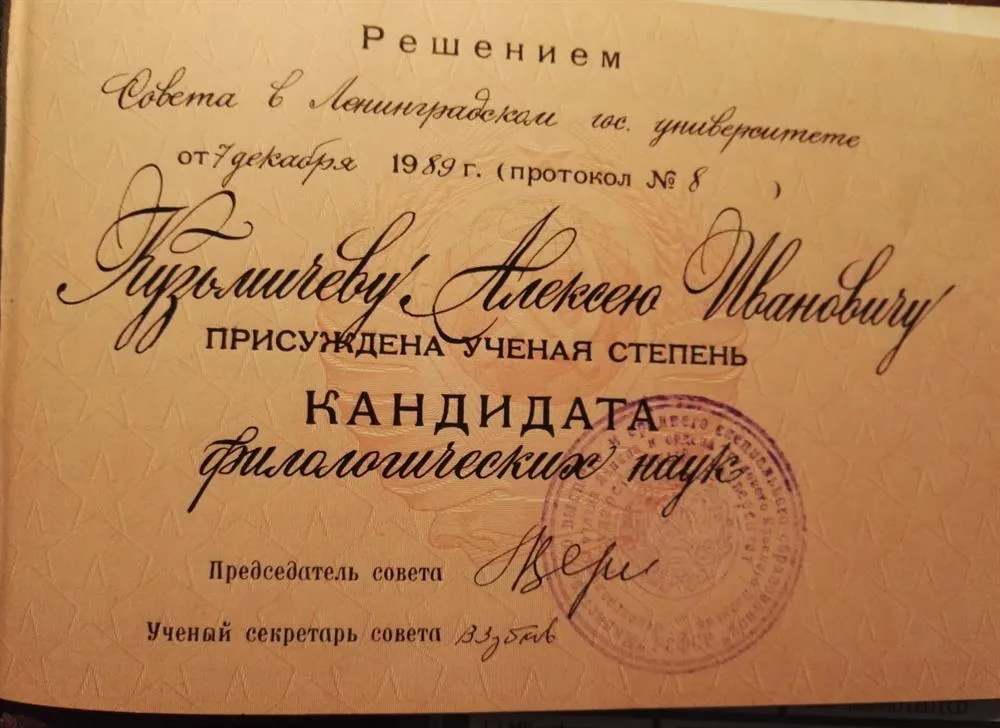 Решением
Совета в Ленинградском гос. университете
от 7 декабря 1989 г. (протокол № 8 )
Кузьмичеву Алексею Ивановичу
ПРИСУЖДЕНА УЧЕНАЯ СТЕПЕНЬ
КАНДИДАТА
филологических наук
Председатель совета
Ученый секретарь совета